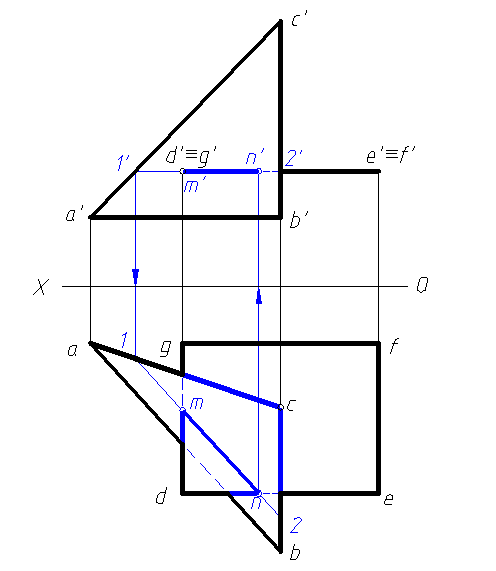 c'
1' d'≡g' n' 2' e'≡f'
m'
a' b'
X O
a 1 g f
m c
d n e
2
b